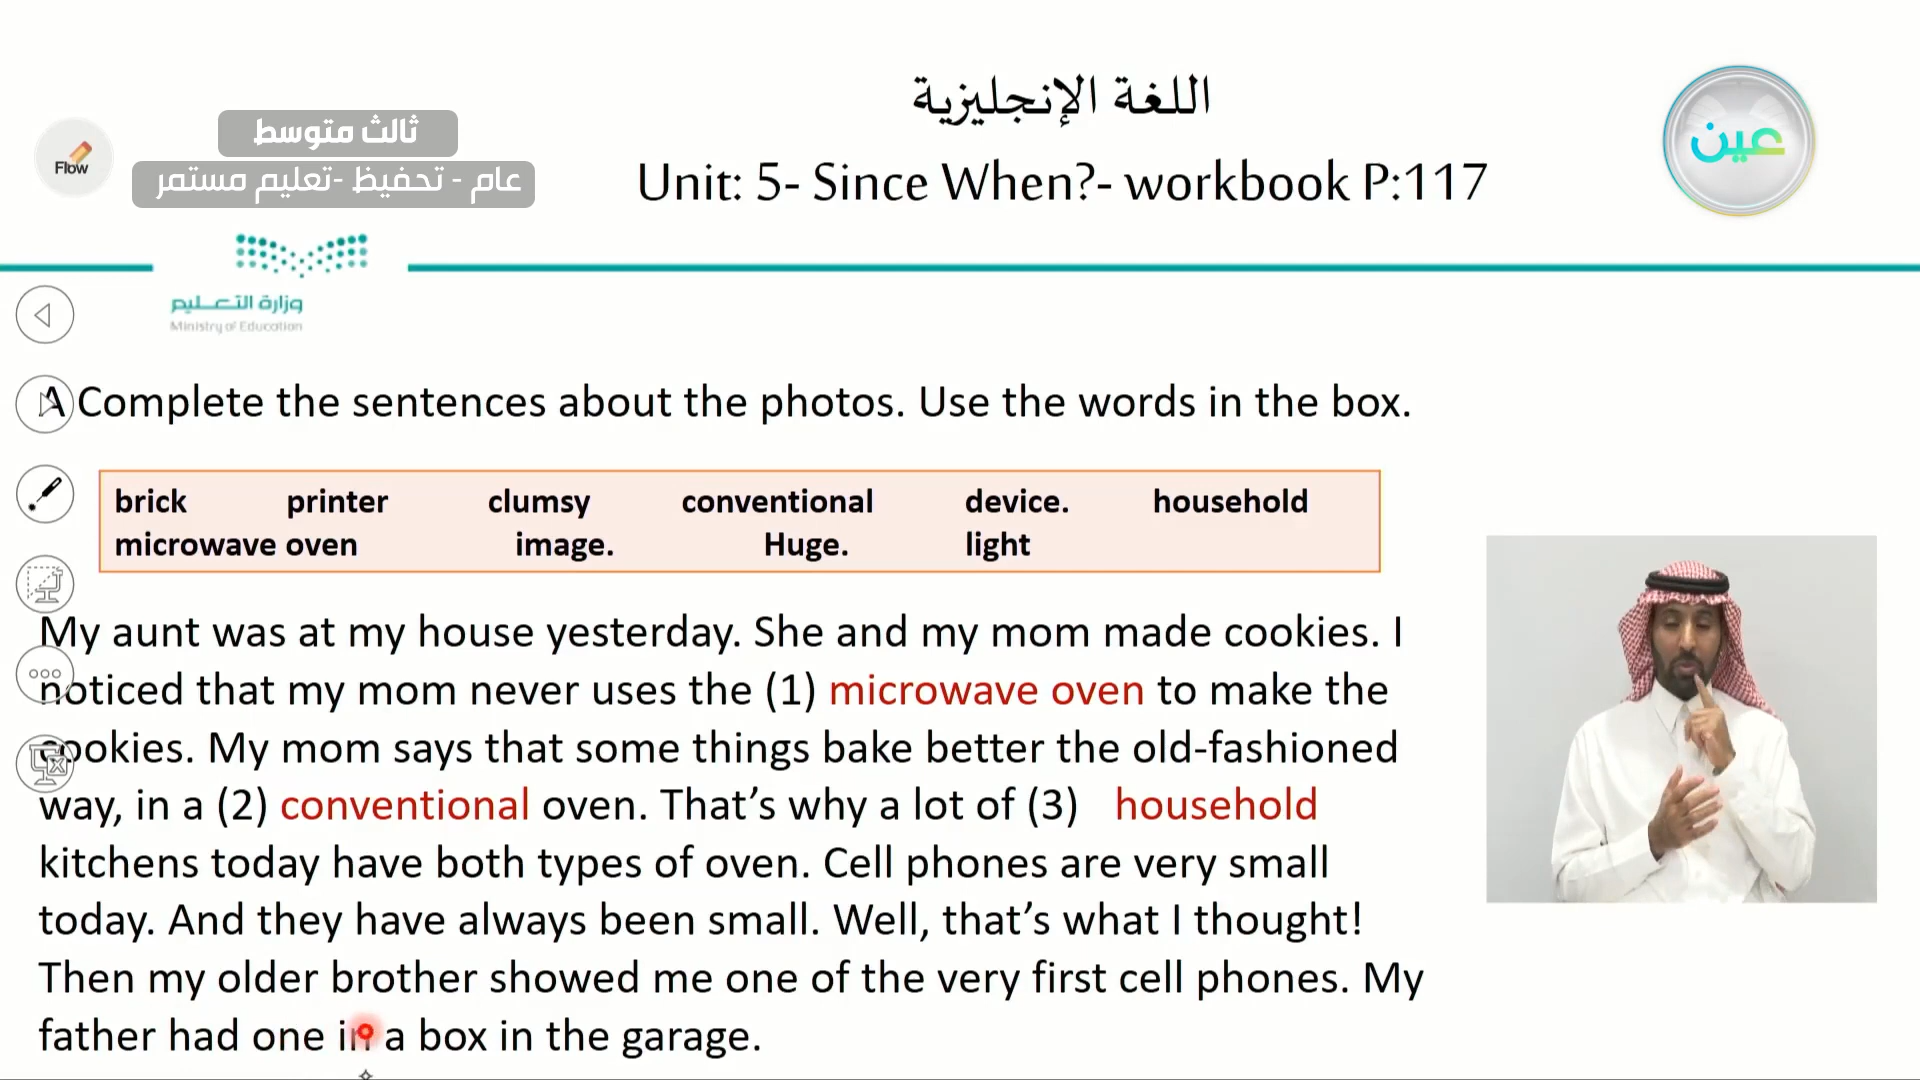 اللغة الإنجليزية
Unit: 5- Since When?- workbook P:117
عين
Flow
ثالث متوسط
عام - تحفيظ -تعليم مستمر
وزارة التعليم
Ministry of Education
A Complete the sentences about the photos. Use the words in the box.
brick printer clumsy conventional device. household
microwave oven image. Huge. light
My aunt was at my house yesterday. She and my mom made cookies. I
noticed that my mom never uses the (1) microwave oven to make the
cookies. My mom says that some things bake better the old-fashioned
way, in a (2) conventional oven. That’s why a lot of (3) household
kitchens today have both types of oven. Cell phones are very small
today. And they have always been small. Well, that’s what I thought!
Then my older brother showed me one of the very first cell phones. My
father had one in a box in the garage.